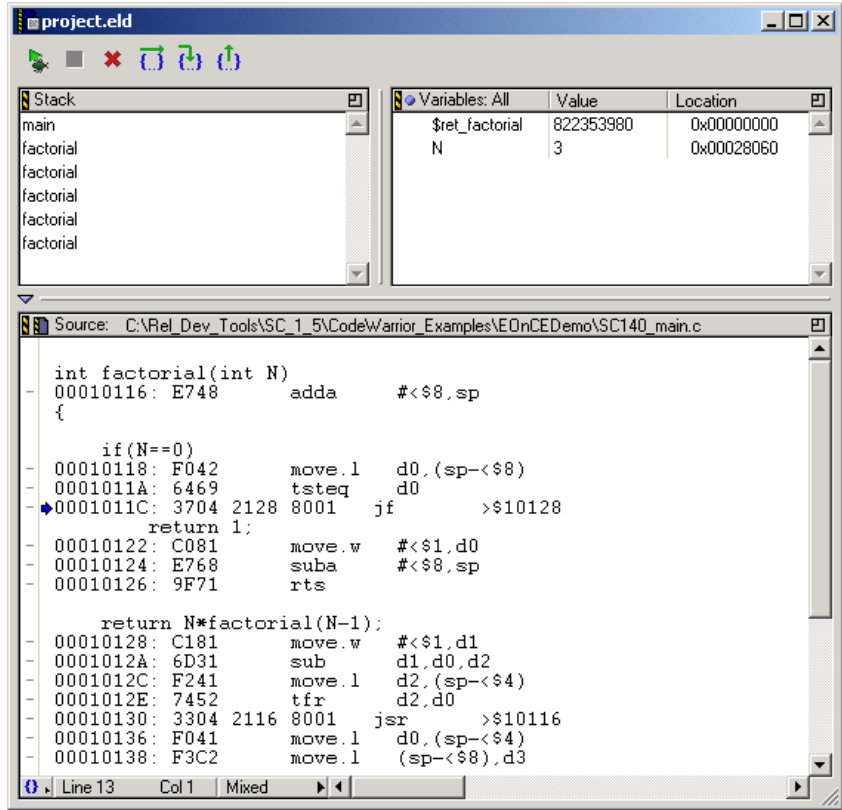 project.eld
Stack
main
factorial
factorial
factorial
factorial
factorial
Variables: All Value Location
$ret_factorial 822353980 0x00000000
N 3 0x00028060
Source: C:\Rel_Dev_Tools\SC_1_5\CodeWarrior_Examples\EOnCEDemo\SC140_main.c
int factorial(int N)
00010116: E748 adda #<$8,sp
{
if(N==0)
00010118: F042 move.l d0,(sp-<$8)
0001011A: 6469 tsteq d0
0001011C: 3704 2128 8001 jf >$10128
return 1;
00010122: C081 move.w #<$1,d0
00010124: E768 suba #<$8,sp
00010126: 9F71 rts
return N*factorial(N-1);
00010128: C181 move.w #<$1,d1
0001012A: 6D31 sub d1,d0,d2
0001012C: F241 move.l d2,(sp-<$4)
0001012E: 7452 tfr d2,d0
00010130: 3304 2116 8001 jsr >$10116
00010136: F041 move.l d0,(sp-<$4)
00010138: F3C2 move.l (sp-<$8),d3
Line 13 Col 1 Mixed